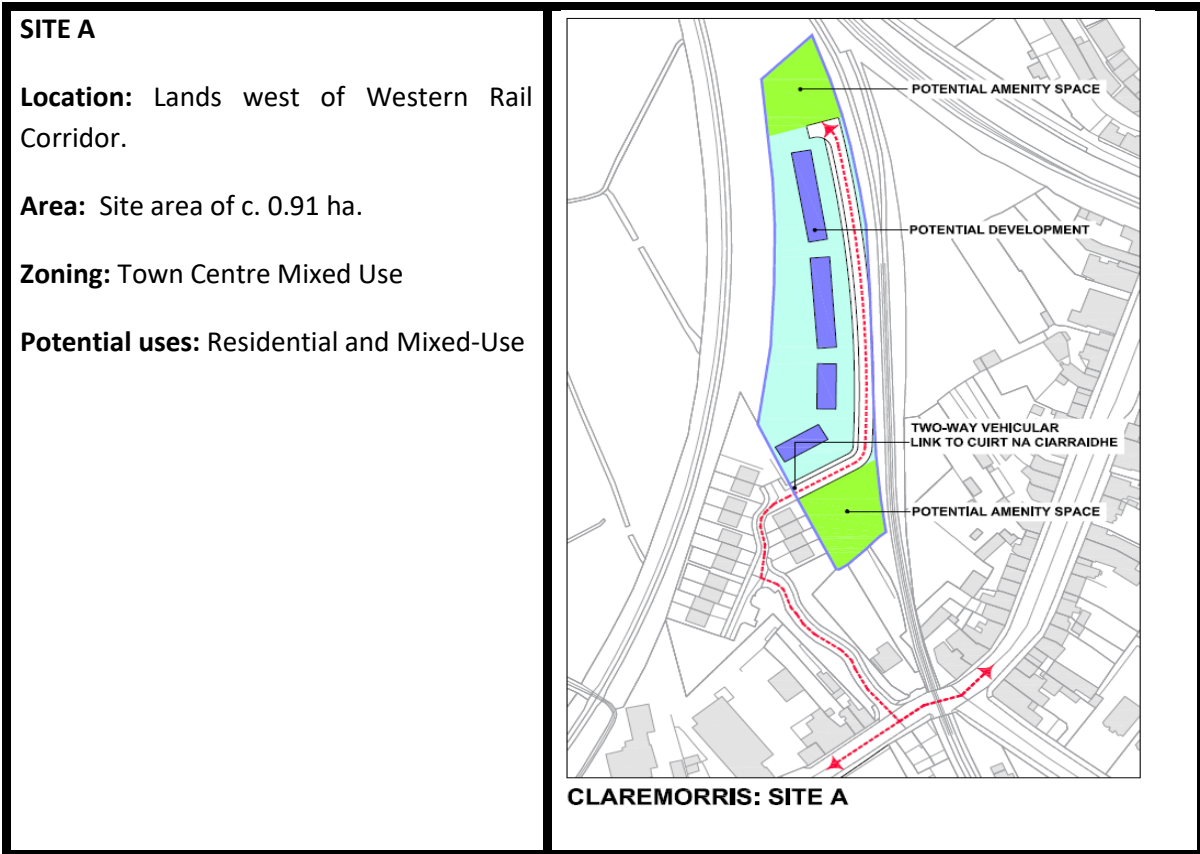 SITE A
Location: Lands west of Western Rail
Corridor.
Area: Site area of c. 0.91 ha.
Zoning: Town Centre Mixed Use
Potential uses: Residential and Mixed-Use
POTENTIAL AMENITY SPACE
POTENTIAL DEVELOPMENT
TWO-WAY VEHICULAR
LINK TO CUIRT NA CIARRAIDHE
POTENTIAL AMENITY SPACE
CLAREMORRIS: SITE A